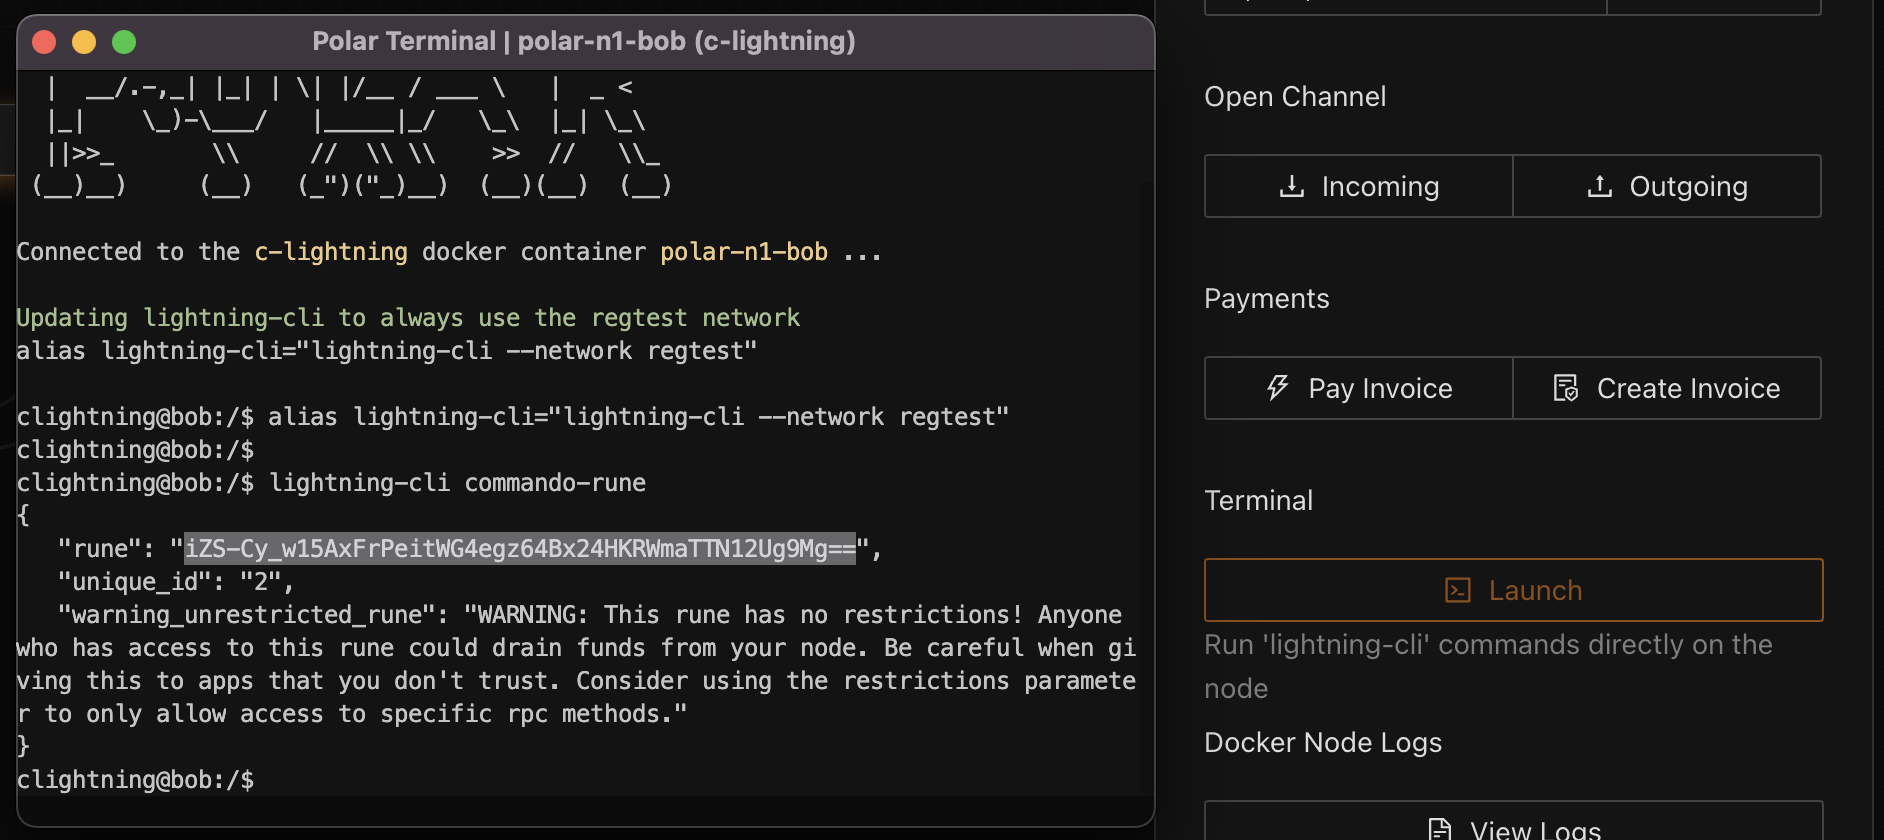 Polar Terminal | polar-n1-bob (c-lightning)
|  __/.-,_| |_| | \| |/__ / ___ \   |  _ <
|_|    \_)-\___/   |_____|_/   \_\  |_| \_\
||>>_       \\     //  \\ \\    >>  //   \\_
(__)__)     (__)   (_")("_)__)  (__)(__)  (__)
Connected to the c-lightning docker container polar-n1-bob ...
Updating lightning-cli to always use the regtest network
alias lightning-cli="lightning-cli --network regtest"
clightning@bob:/$ alias lightning-cli="lightning-cli --network regtest"
clightning@bob:/$
clightning@bob:/$ lightning-cli commando-rune
{
"rune": "iZS-Cy_w15AxFrPeitWG4egz64Bx24HKRWmaTTN12Ug9Mg==",
"unique_id": "2",
"warning_unrestricted_rune": "WARNING: This rune has no restrictions! Anyone
who has access to this rune could drain funds from your node. Be careful when gi
ving this to apps that you don't trust. Consider using the restrictions paramete
r to only allow access to specific rpc methods."
}
clightning@bob:/$
Open Channel
Incoming
Outgoing
Payments
Pay Invoice
Create Invoice
Terminal
Launch
Run 'lightning-cli' commands directly on the
node
Docker Node Logs
View Logs